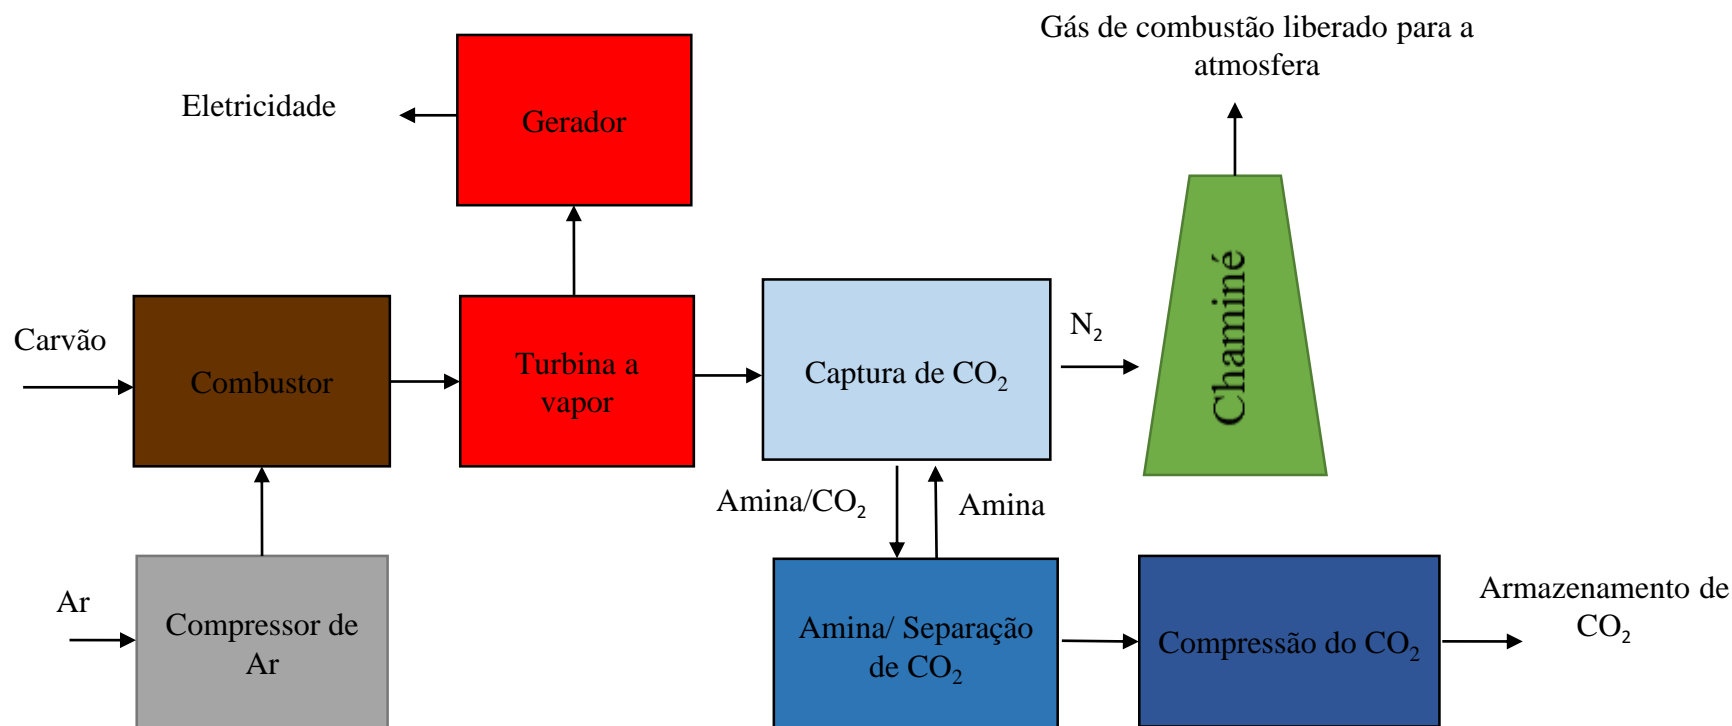 Gás de combustão liberado para a
atmosfera
Eletricidade
Gerador
Chaminé
Carvão
Combustor
Turbina a
vapor
Captura de CO₂
N₂
Amina/CO₂
Amina
Ar
Compressor de
Ar
Amina/ Separação
de CO₂
Compressão do CO₂
Armazenamento de
CO₂